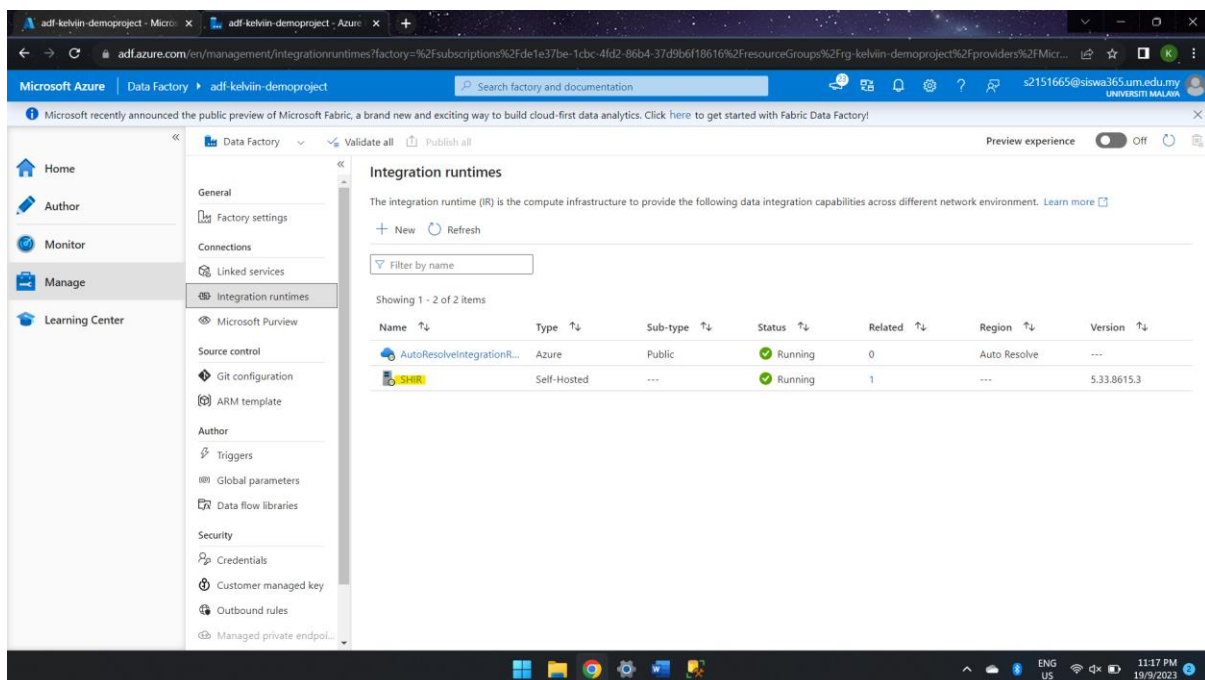 adf-kelviin-demoproject - Micro
adf-kelviin-demoproject - Azure
adf.azure.com/en/management/integrationruntimes?factory=%2Fsubscriptions%2Fde1e37be-1cbc-4fd2-86b4-37d9b6f18616%2FresourceGroups%2Frg-kelviin-demoproject%2Fproviders%2FMicr...
K
Microsoft Azure
Data Factory
adf-kelviin-demoproject
Search factory and documentation
23
s2151665@siswa365.um.edu.my
UNIVERSITI MALAYA
Microsoft recently announced the public preview of Microsoft Fabric, a brand new and exciting way to build cloud-first data analytics. Click here to get started with Fabric Data Factory!
Home
Author
Monitor
Manage
Learning Center
Data Factory
Validate all
Publish all
Preview experience
Off
General
Factory settings
Connections
Linked services
Integration runtimes
Microsoft Purview
Source control
Git configuration
ARM template
Author
Triggers
Global parameters
Data flow libraries
Security
Credentials
Customer managed key
Outbound rules
Managed private endpoi...
Integration runtimes
The integration runtime (IR) is the compute infrastructure to provide the following data integration capabilities across different network environment. Learn more
New
Refresh
Filter by name
Showing 1 - 2 of 2 items
Name Type Sub-type Status Related Region Version
AutoResolveIntegrationR... Azure Public Running 0 Auto Resolve ---
SHIR Self-Hosted --- Running 1 --- 5.33.8615.3
ENG
US
11:17 PM
19/9/2023
2